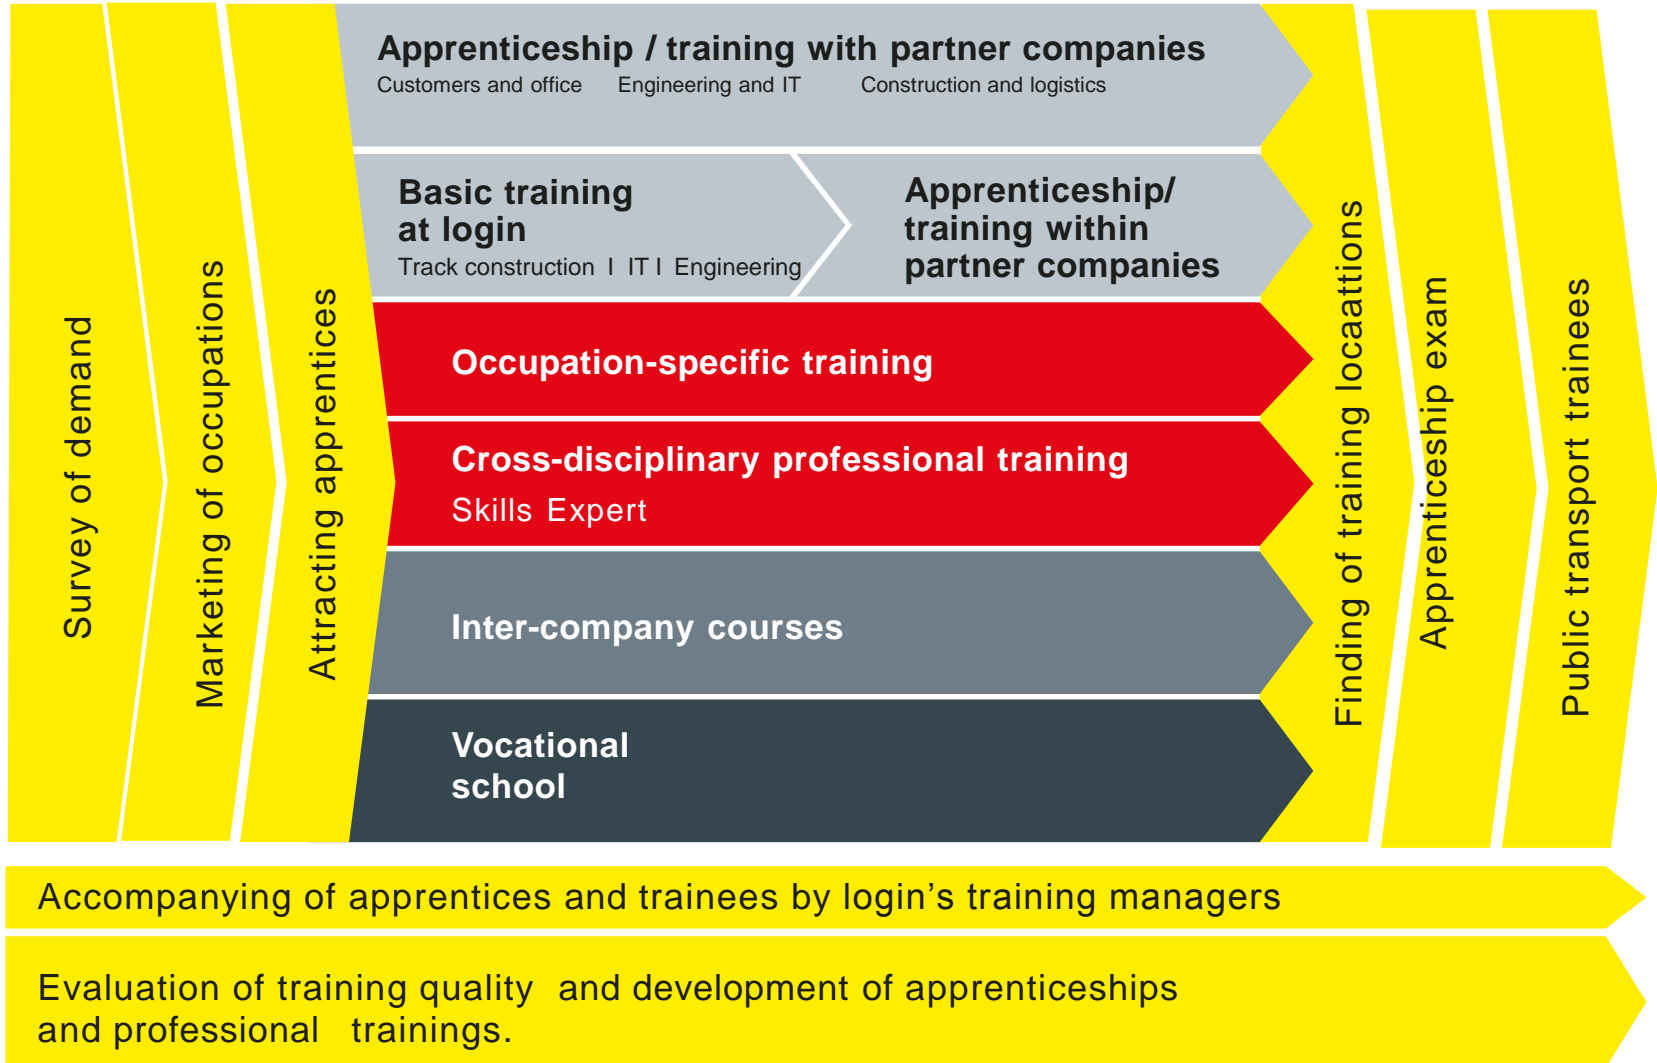 Survey of demand
Marketing of occupations
Attracting apprentices
Apprenticeship / training with partner companies
Customers and office Engineering and IT Construction and logistics
Basic training
at login
Track construction I IT I Engineering
Apprenticeship/
training within
partner companies
Occupation-specific training
Cross-disciplinary professional training
Skills Expert
Inter-company courses
Vocational
school
Finding of training locaattions
Apprenticeship exam
Public transport trainees
Accompanying of apprentices and trainees by login's training managers
Evaluation of training quality and development of apprenticeships
and professional trainings.